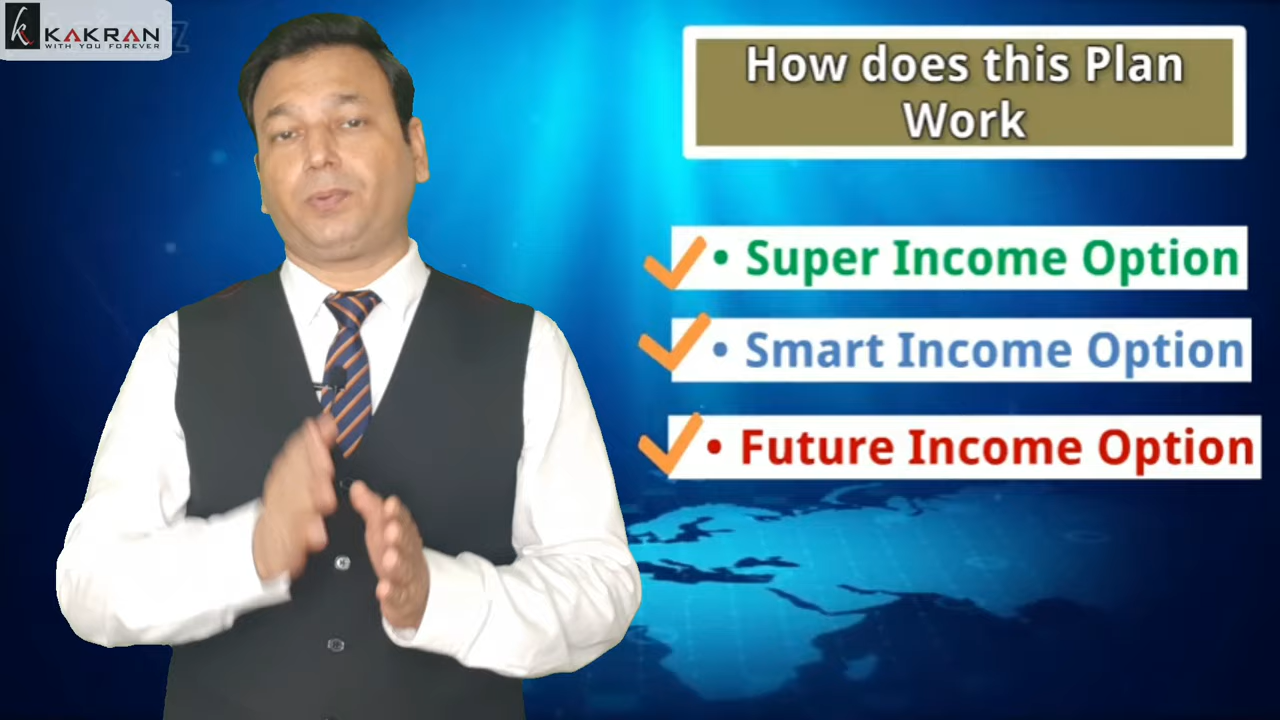 KAKRAN
WITH YOU FOREVER
How does this Plan
Work
• Super Income Option
• Smart Income Option
• Future Income Option